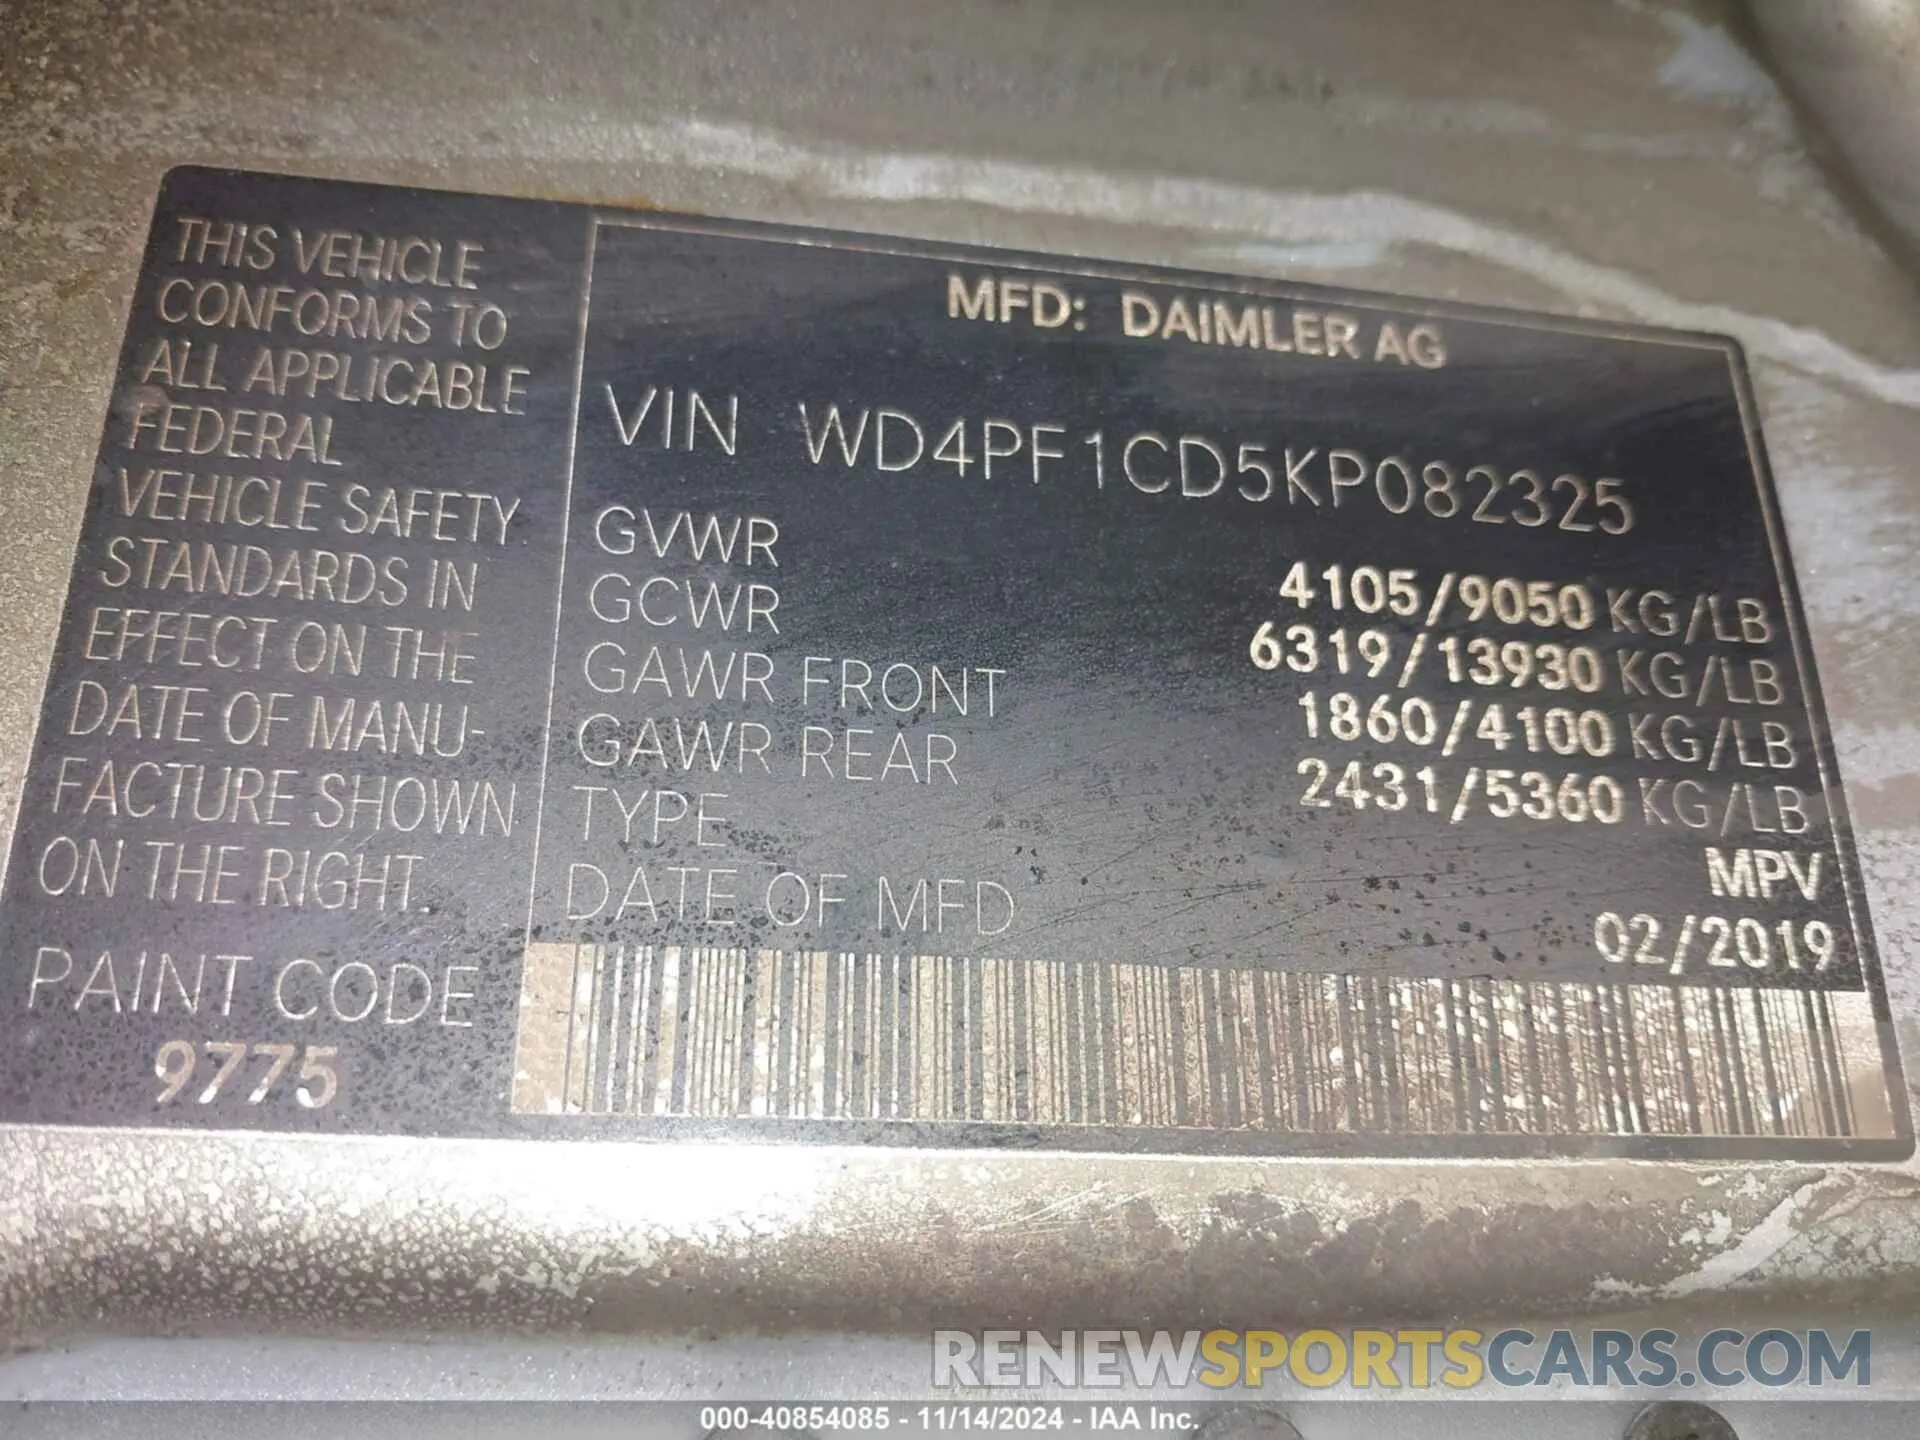 THIS VEHICLE
CONFORMS TO
ALL APPLICABLE
FEDERAL
VEHICLE SAFETY
STANDARDS IN
EFFECT ON THE
DATE OF MANU-
FACTURE SHOWN
ON THE RIGHT.
PAINT CODE
9775
MFD: DAIMLER AG
VIN WD4PF1CD5KP082325
GVWR 4105/9050 KG/LB
GCWR 6319/13930 KG/LB
GAWR FRONT 1860/4100 KG/LB
GAWR REAR 2431/5360 KG/LB
TYPE MPV
DATE OF MFD 02/2019
RENEWSPORTSCARS.COM
000-40854085 - 11/14/2024 - IAA Inc.